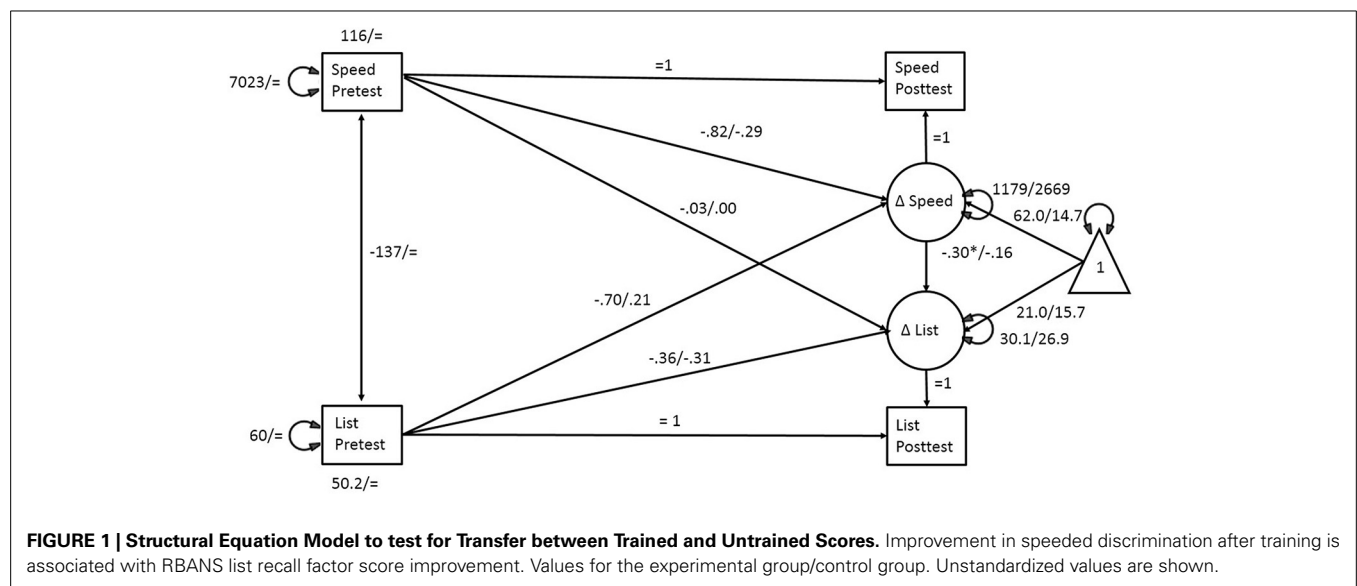 116/=
Speed
Pretest
7023/=
=1
Speed
Posttest
-.82/-.29
=1
Δ Speed
1179/2669
62.0/14.7
-.03/.00
-137/=
-.30*/-.16
1
-.70/.21
21.0/15.7
Δ List
30.1/26.9
-.36/-.31
=1
List
Pretest
60/=
= 1
List
Posttest
50.2/=
FIGURE 1 | Structural Equation Model to test for Transfer between Trained and Untrained Scores. Improvement in speeded discrimination after training is
associated with RBANS list recall factor score improvement. Values for the experimental group/control group. Unstandardized values are shown.